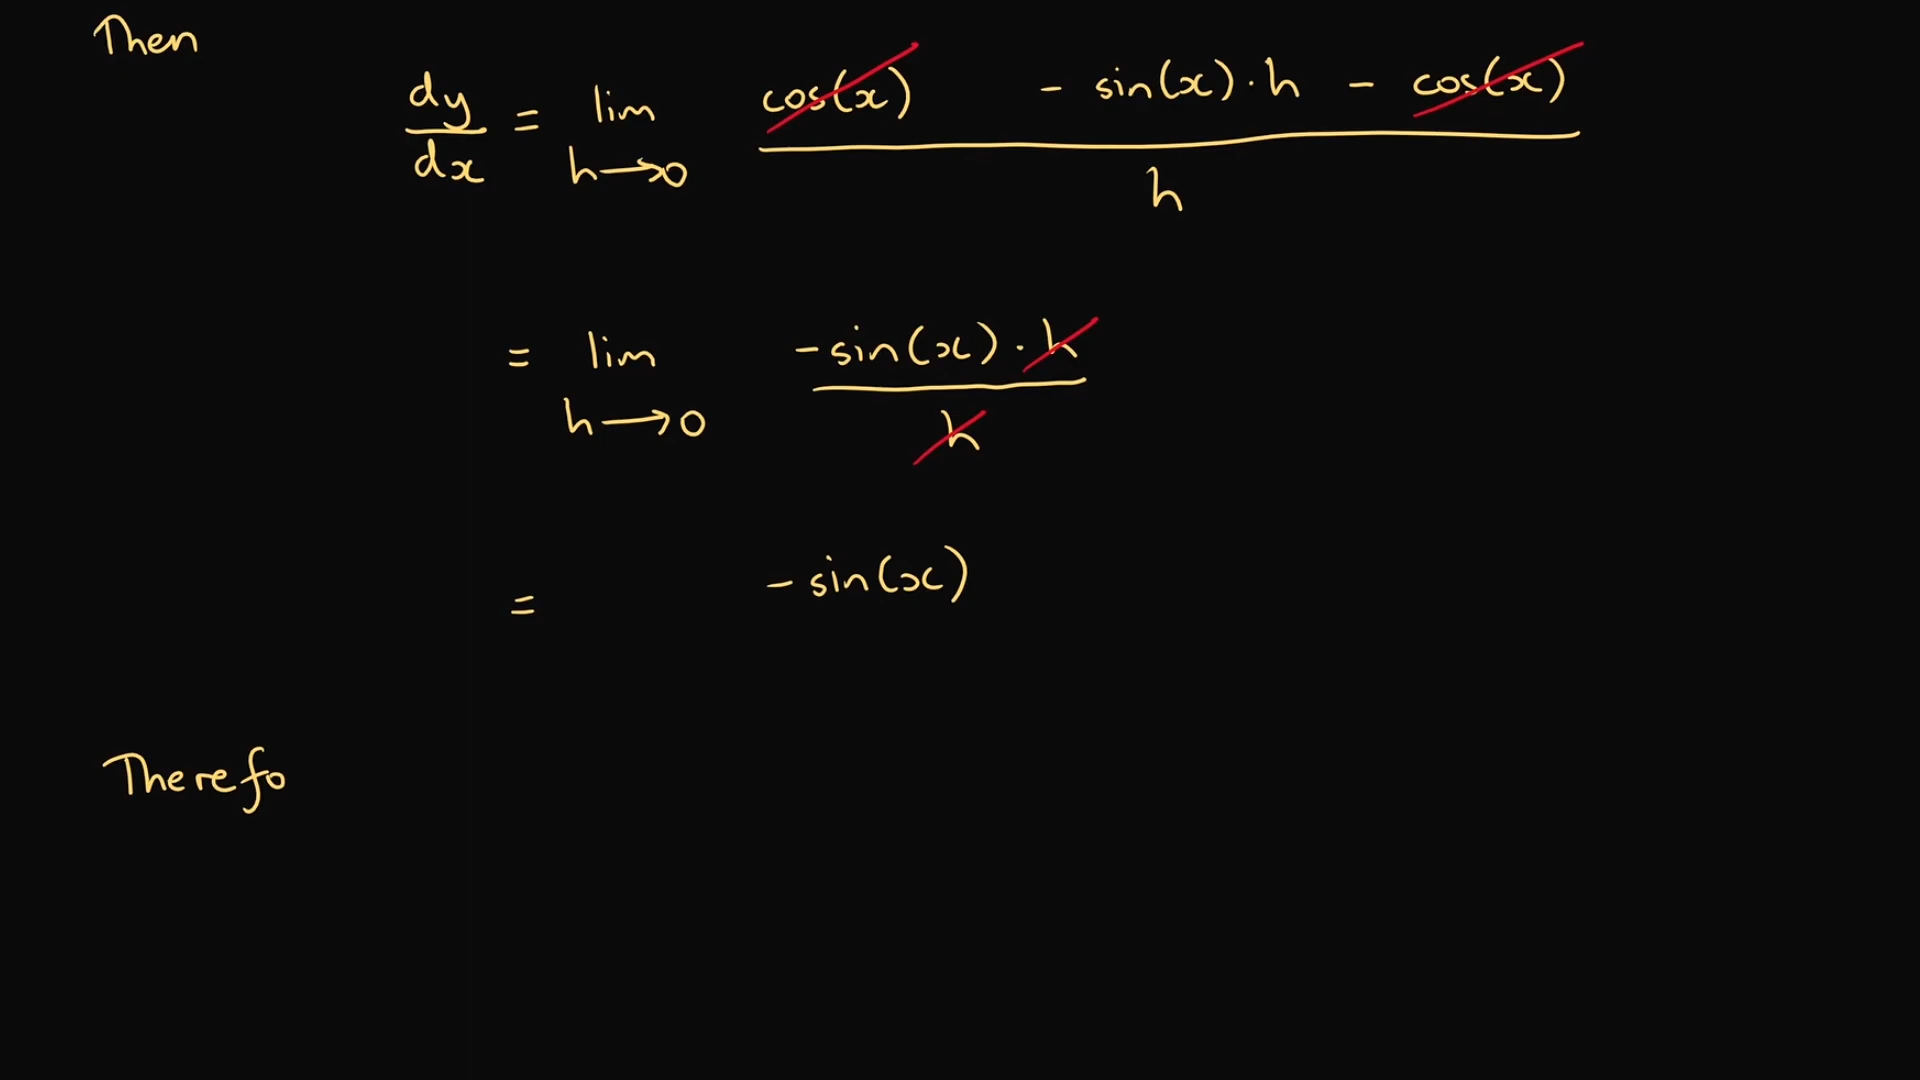 Then
dy/dx = lim h→0 (cos(x) - sin(x)·h - cos(x))/h
= lim h→0 (-sin(x)·h)/h
= -sin(x)
Therefo